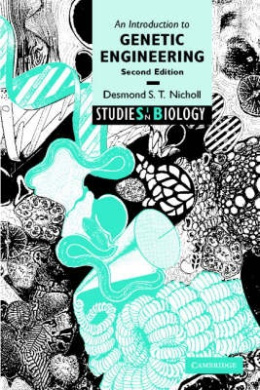 An Introduction to
GENETIC
ENGINEERING
Second Edition
Desmond S. T. Nicholl
STUDIES IN BIOLOGY
CAMBRIDGE